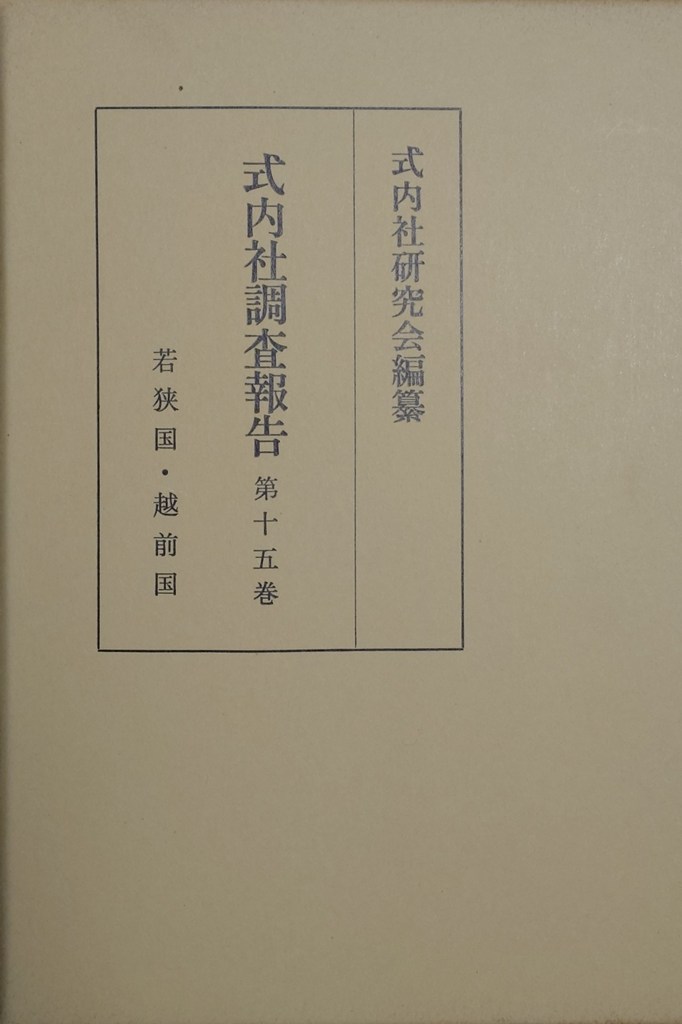 式内社研究会編纂
式内社調査報告 第十五巻
若狭国・越前国